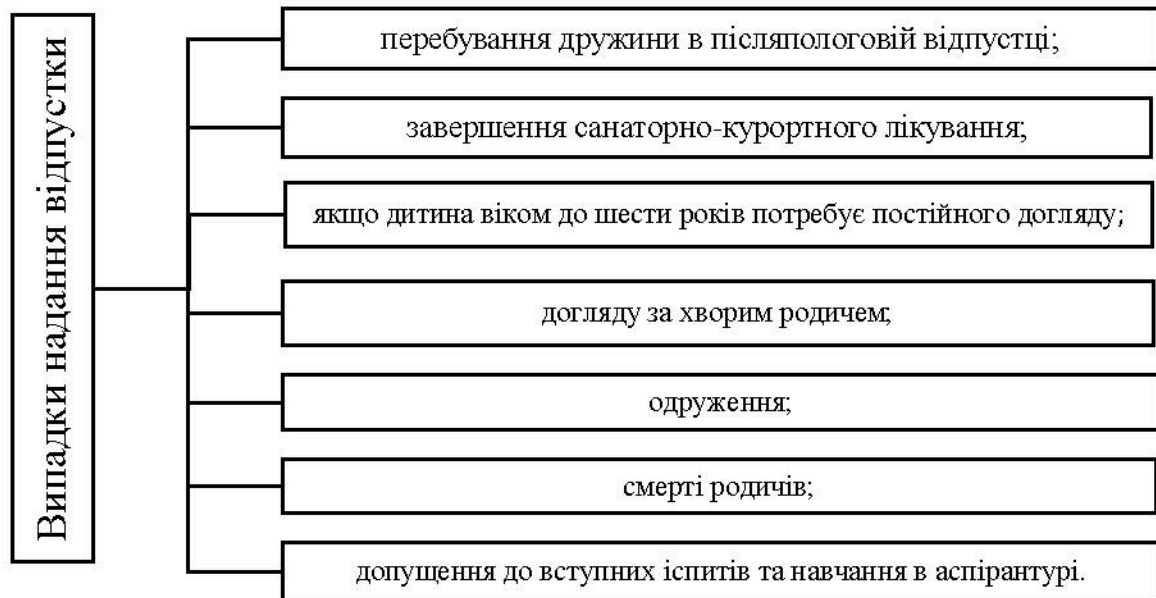 Випадки надання відпустки
перебування дружини в післяпологовій відпустці;
завершення санаторно-курортного лікування;
якщо дитина віком до шести років потребує постійного догляду;
догляду за хворим родичем;
одруження;
смерті родичів;
допущення до вступних іспитів та навчання в аспірантурі.